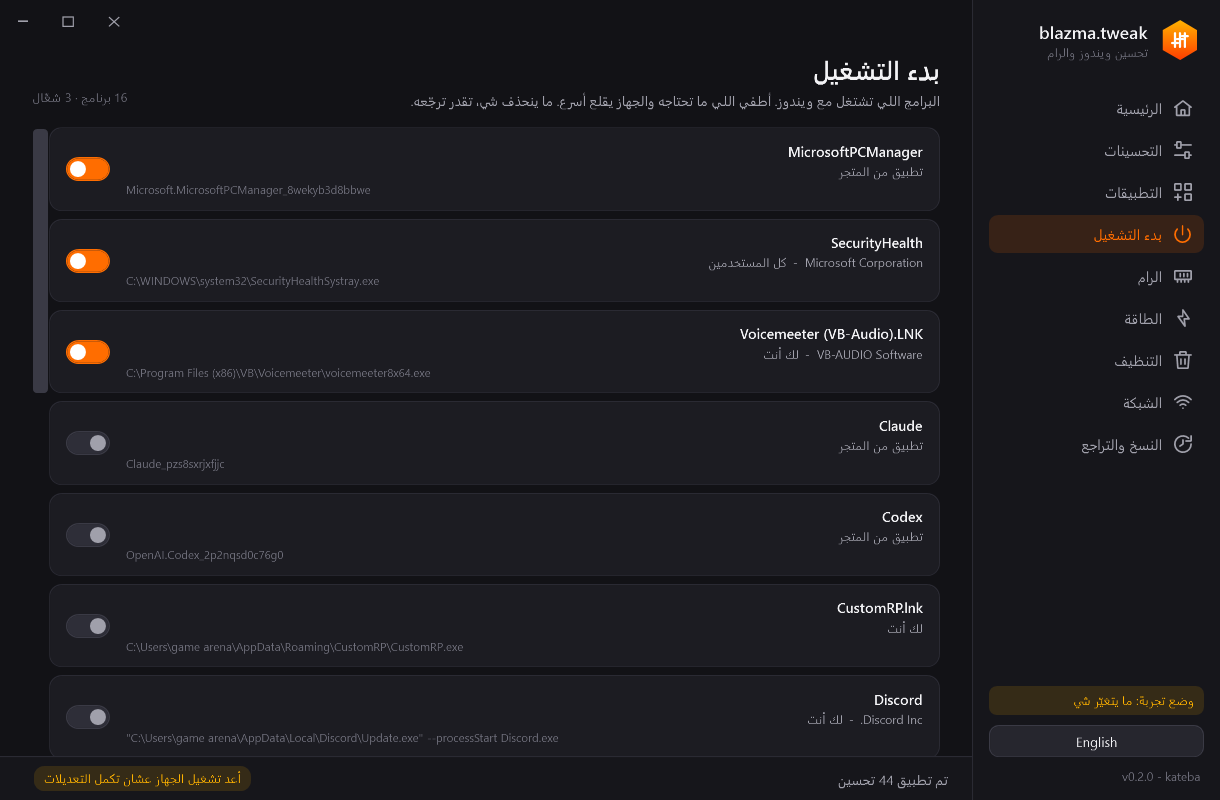 blazma.tweak
تحسين ويندوز والرام
الرئيسية
التحسينات
التطبيقات
بدء التشغيل
الرام
الطاقة
التنظيف
الشبكة
النسخ والتراجع
وضع تجربة: ما يتغيّر شي
English
v0.2.0 - kateba
بدء التشغيل
البرامج اللي تشتغل مع ويندوز. أطفي اللي ما تحتاجه والجهاز يقلع أسرع. ما ينحذف شي، تقدر ترجّعه.
16 برنامج · 3 شغّال
MicrosoftPCManager
تطبيق من المتجر
Microsoft.MicrosoftPCManager_8wekyb3d8bbwe
SecurityHealth
Microsoft Corporation - كل المستخدمين
C:\WINDOWS\system32\SecurityHealthSystray.exe
Voicemeeter (VB-Audio).LNK
VB-AUDIO Software - لك أنت
C:\Program Files (x86)\VB\Voicemeeter\voicemeeter8x64.exe
Claude
تطبيق من المتجر
Claude_pzs8sxrjxfjjc
Codex
تطبيق من المتجر
OpenAI.Codex_2p2nqsd0c76g0
CustomRP.lnk
لك أنت
C:\Users\game arena\AppData\Roaming\CustomRP\CustomRP.exe
Discord
.Discord Inc - لك أنت
"C:\Users\game arena\AppData\Local\Discord\Update.exe" --processStart Discord.exe
تم تطبيق 44 تحسين
أعد تشغيل الجهاز عشان تكمل التعديلات